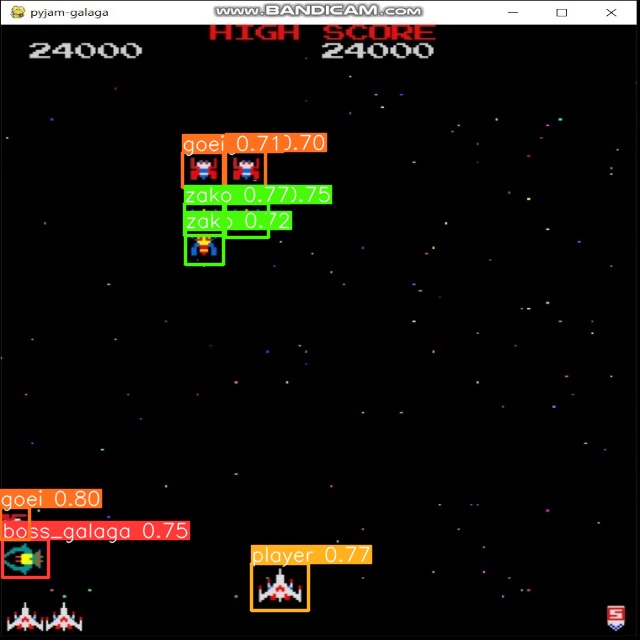 pyjam-galaga
www.BANDICAM.com
HIGH SCORE
24000 24000
goei 0.71 0.70
zako 0.77 0.75
zako 0.72
goei 0.80
boss_galaga 0.75
player 0.77
5